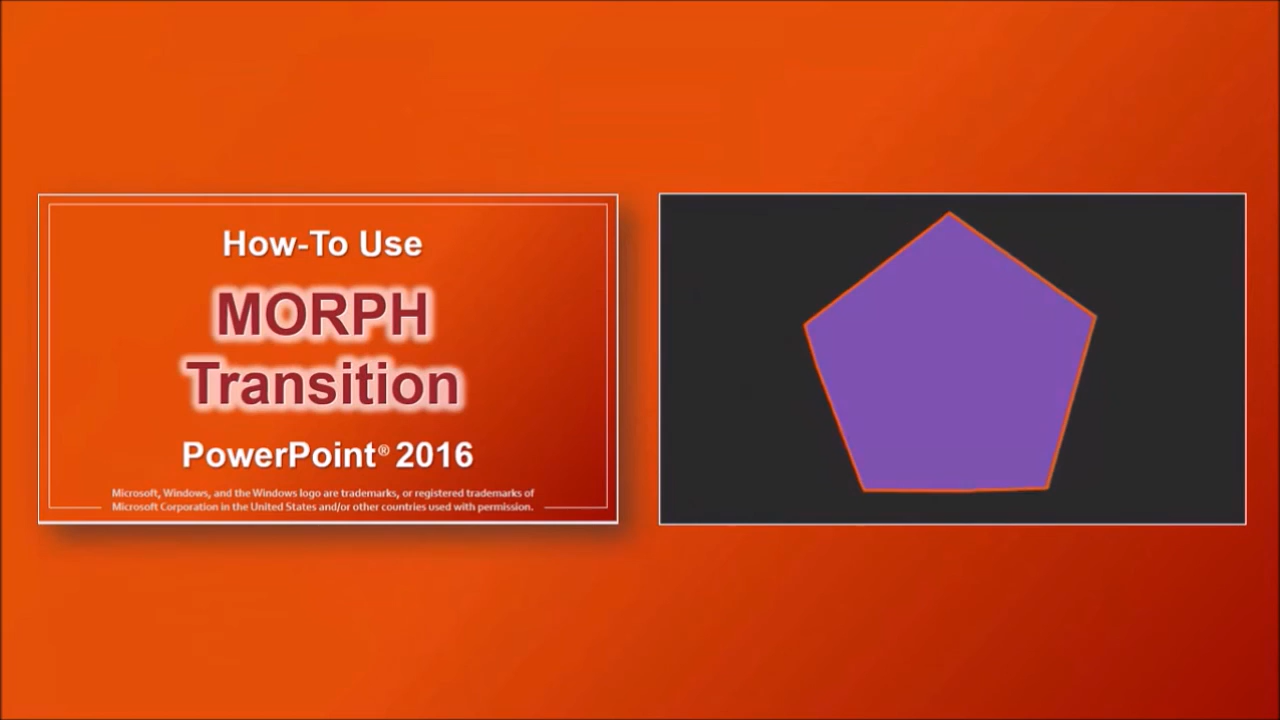 How-To Use
MORPH
Transition
PowerPoint® 2016
Microsoft, Windows, and the Windows logo are trademarks, or registered trademarks of
Microsoft Corporation in the United States and/or other countries used with permission.